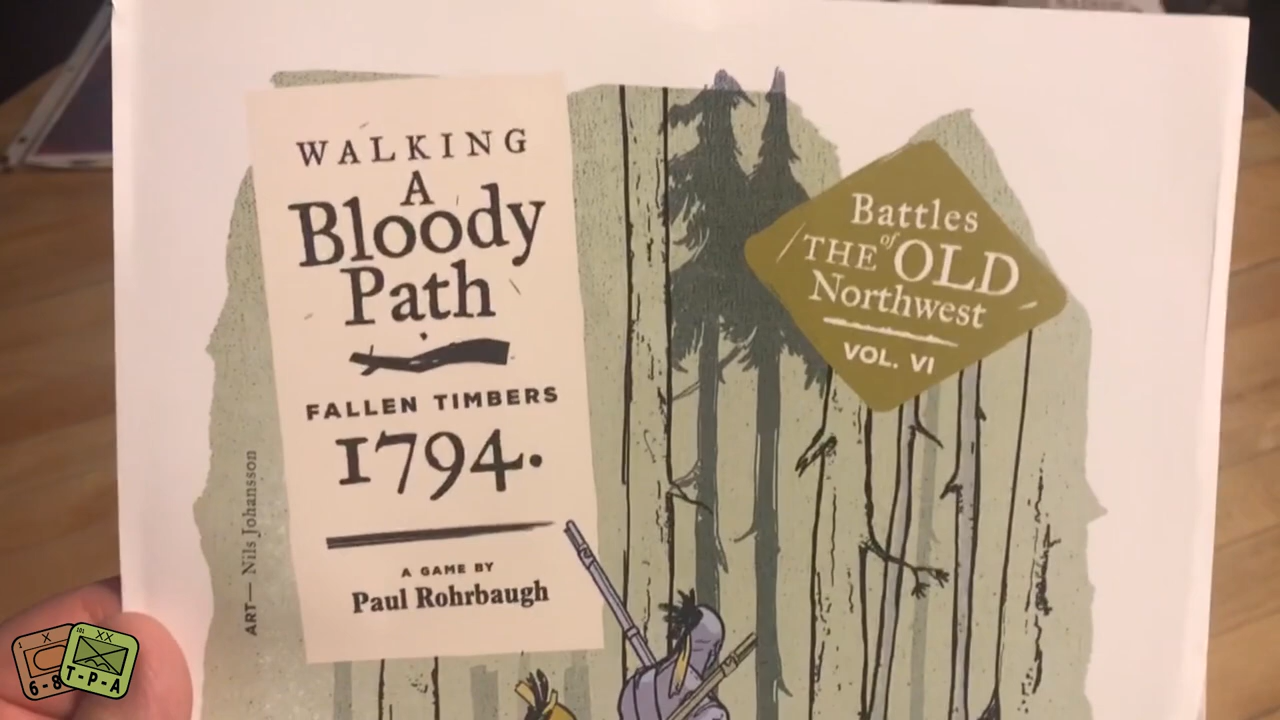 WALKING
A
Bloody
Path
FALLEN TIMBERS
1794.
A GAME BY
Paul Rohrbaugh
ART— Nils Johansson
Battles
of
THE OLD
Northwest
VOL. VI
X
XX
6-8
T-P-A